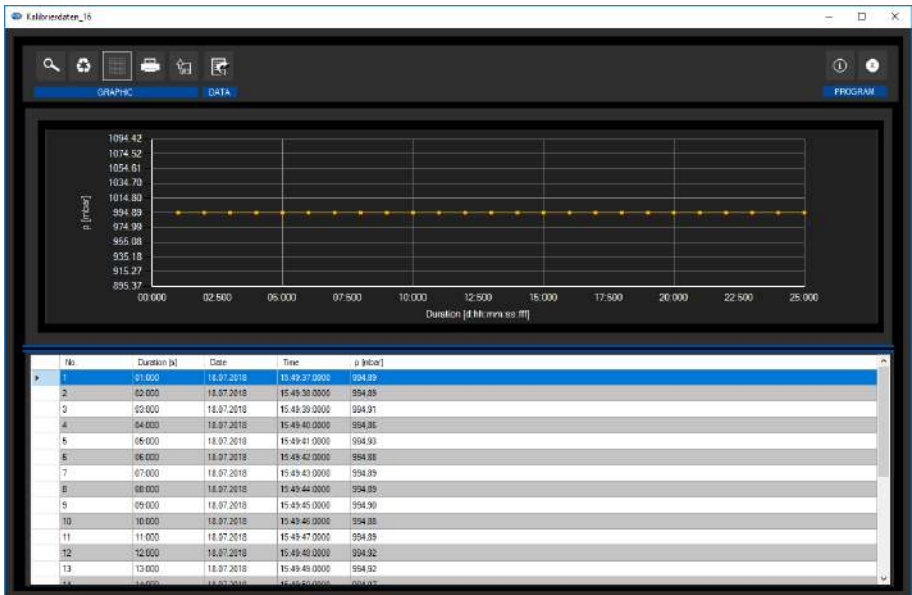 Kalibrierdaten_16
GRAPHIC DATA PROGRAM
1094.42
1074.52
1054.61
1034.70
1014.80
994.89
974.99
955.08
935.18
915.27
895.37
p [mbar]
00:000 02:500 05:000 07:500 10:000 12:500 15:000 17:500 20:000 22:500 25:000
Duration [d:hh:mm:ss:fff]
No. Duration [s] Date Time p [mbar]
1 01:000 18.07.2018 15:49:37:0000 994,89
2 02:000 18.07.2018 15:49:38:0000 994,89
3 03:000 18.07.2018 15:49:39:0000 994,91
4 04:000 18.07.2018 15:49:40:0000 994,86
5 05:000 18.07.2018 15:49:41:0000 994,93
6 06:000 18.07.2018 15:49:42:0000 994,88
7 07:000 18.07.2018 15:49:43:0000 994,89
8 08:000 18.07.2018 15:49:44:0000 994,89
9 09:000 18.07.2018 15:49:45:0000 994,90
10 10:000 18.07.2018 15:49:46:0000 994,88
11 11:000 18.07.2018 15:49:47:0000 994,89
12 12:000 18.07.2018 15:49:48:0000 994,92
13 13:000 18.07.2018 15:49:49:0000 994,92